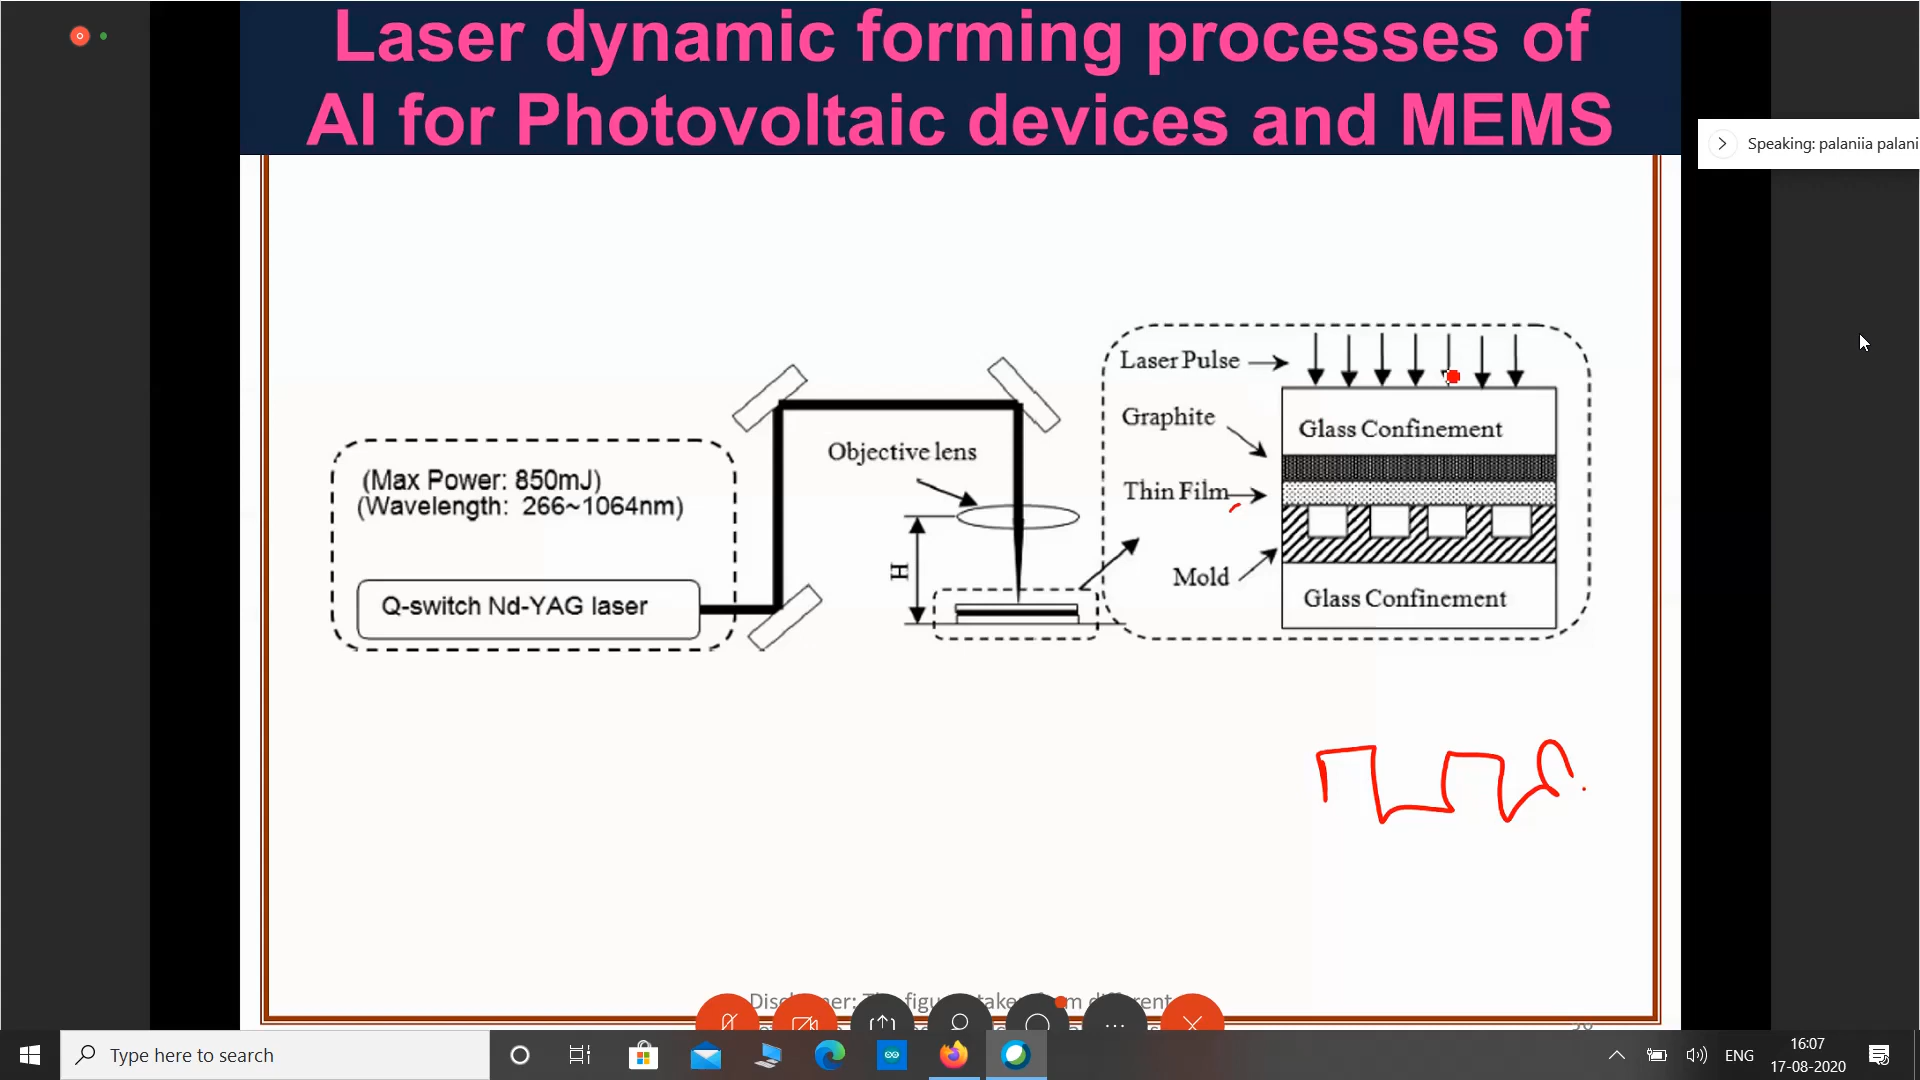 Laser dynamic forming processes of
Al for Photovoltaic devices and MEMS
Speaking: palaniia palani
Laser Pulse
Graphite
Glass Confinement
Objective lens
(Max Power: 850mJ)
(Wavelength: 266~1064nm)
Thin Film
H
Mold
Q-switch Nd-YAG laser
Glass Confinement
Type here to search
ENG
16:07
17-08-2020